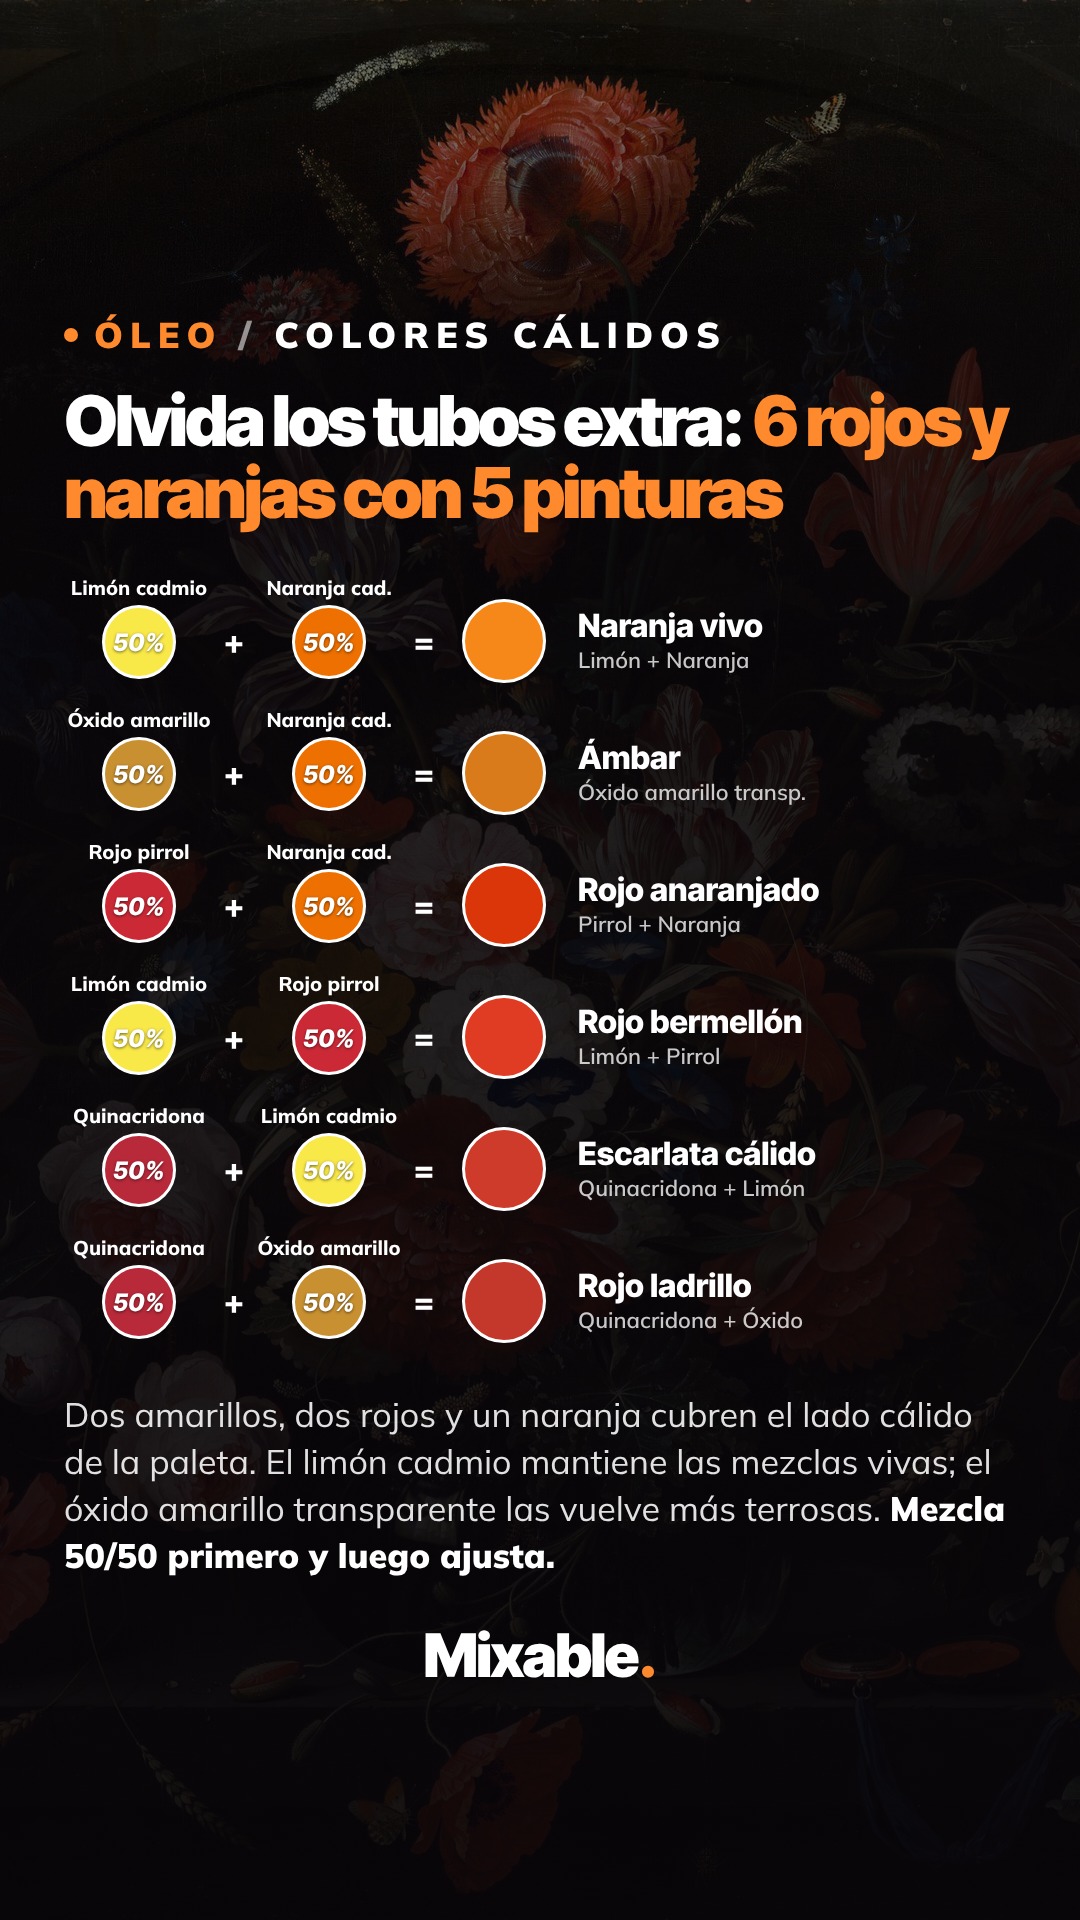 • ÓLEO / COLORES CÁLIDOS
Olvida los tubos extra: 6 rojos y
naranjas con 5 pinturas
Limón cadmio Naranja cad.
50% + 50% = Naranja vivo
Limón + Naranja
Óxido amarillo Naranja cad.
50% + 50% = Ámbar
Óxido amarillo transp.
Rojo pirrol Naranja cad.
50% + 50% = Rojo anaranjado
Pirrol + Naranja
Limón cadmio Rojo pirrol
50% + 50% = Rojo bermellón
Limón + Pirrol
Quinacridona Limón cadmio
50% + 50% = Escarlata cálido
Quinacridona + Limón
Quinacridona Óxido amarillo
50% + 50% = Rojo ladrillo
Quinacridona + Óxido
Dos amarillos, dos rojos y un naranja cubren el lado cálido
de la paleta. El limón cadmio mantiene las mezclas vivas; el
óxido amarillo transparente las vuelve más terrosas. Mezcla
50/50 primero y luego ajusta.
Mixable.